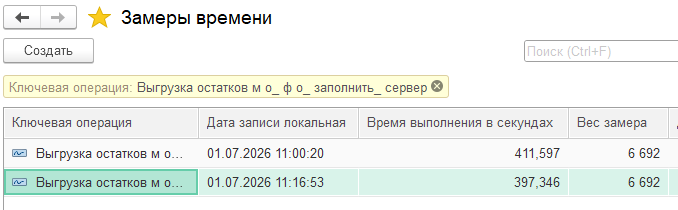 Замеры времени
Создать
Поиск (Ctrl+F)
Ключевая операция: Выгрузка остатков м о_ ф о_ заполнить_ сервер
Ключевая операция Дата записи локальная Время выполнения в секундах Вес замера
Выгрузка остатков м о... 01.07.2026 11:00:20 411,597 6 692
Выгрузка остатков м о... 01.07.2026 11:16:53 397,346 6 692